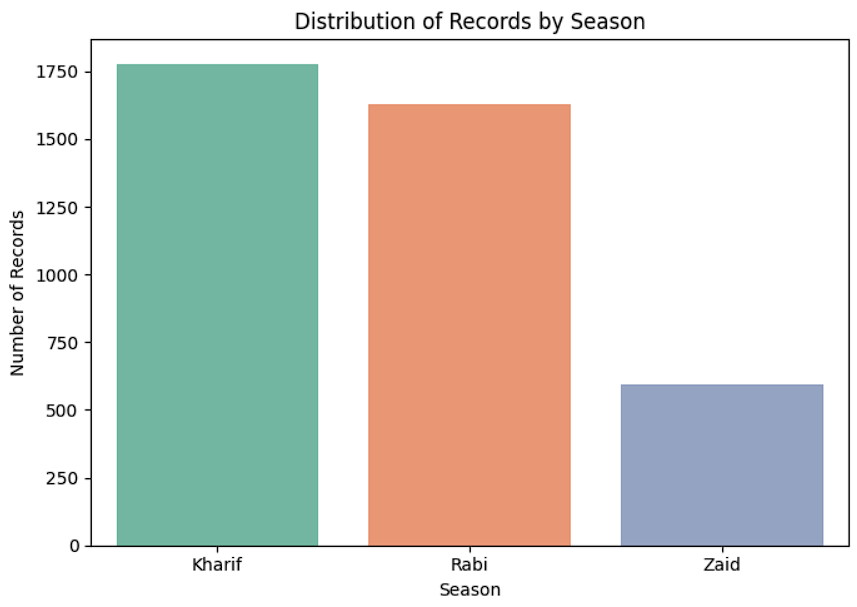 Distribution of Records by Season
Number of Records
1750
1500
1250
1000
750
500
250
0
Kharif
Rabi
Zaid
Season